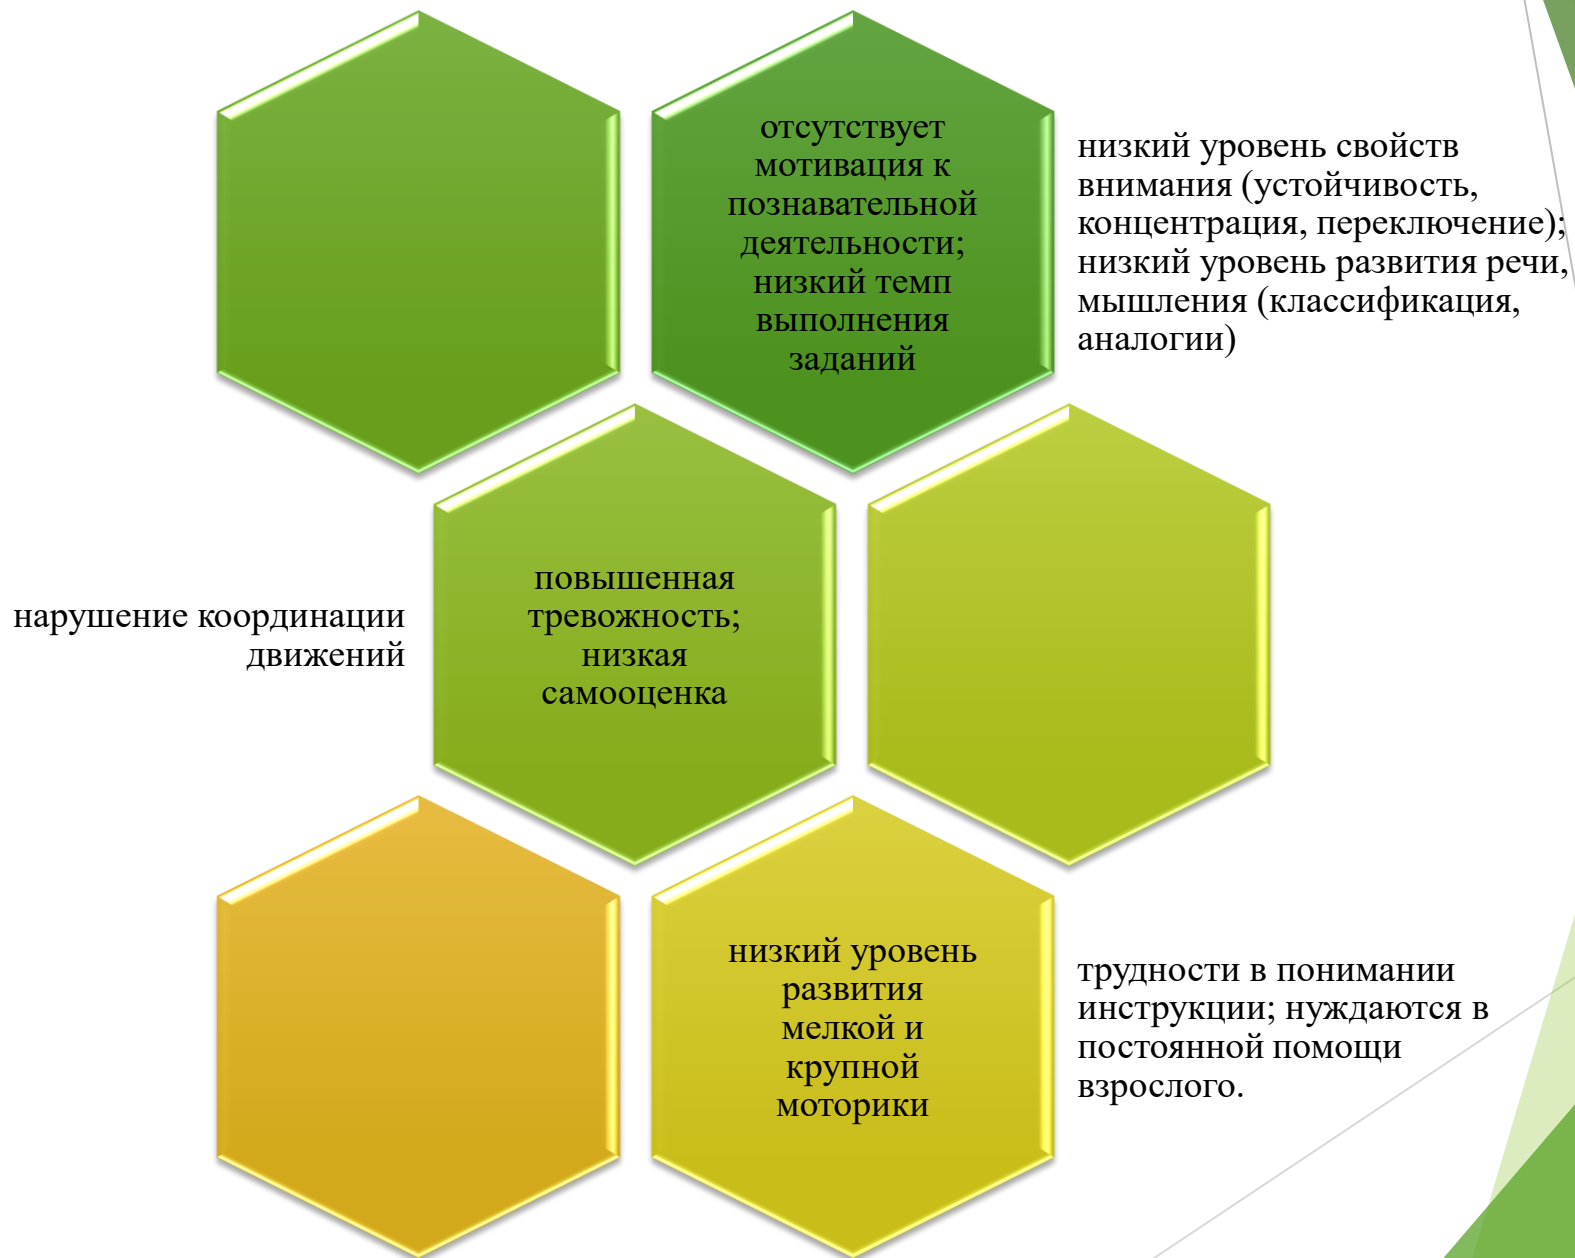 отсутствует
мотивация к
познавательной
деятельности;
низкий темп
выполнения
заданий
низкий уровень свойств
внимания (устойчивость,
концентрация, переключение);
низкий уровень развития речи,
мышления (классификация,
аналогии)
нарушение координации
движений
повышенная
тревожность;
низкая
самооценка
низкий уровень
развития
мелкой и
крупной
моторики
трудности в понимании
инструкции; нуждаются в
постоянной помощи
взрослого.